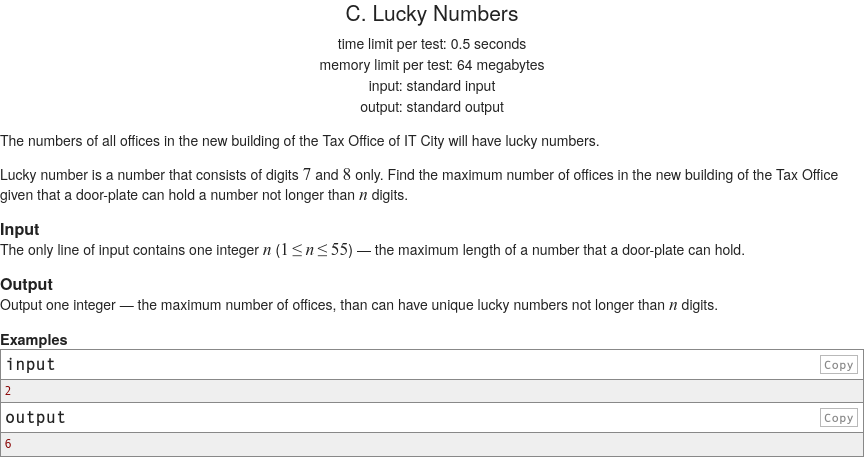 C. Lucky Numbers
time limit per test: 0.5 seconds
memory limit per test: 64 megabytes
input: standard input
output: standard output
The numbers of all offices in the new building of the Tax Office of IT City will have lucky numbers.
Lucky number is a number that consists of digits 7 and 8 only. Find the maximum number of offices in the new building of the Tax Office
given that a door-plate can hold a number not longer than n digits.
Input
The only line of input contains one integer n (1 ≤ n ≤ 55) — the maximum length of a number that a door-plate can hold.
Output
Output one integer — the maximum number of offices, than can have unique lucky numbers not longer than n digits.
Examples
input Copy
2
output Copy
6